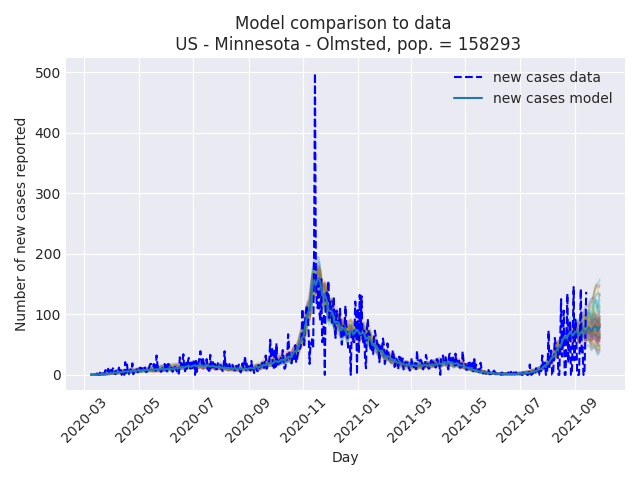 Model comparison to data
US - Minnesota - Olmsted, pop. = 158293
new cases data
new cases model
Number of new cases reported
500
400
300
200
100
0
2020-03
2020-05
2020-07
2020-09
2020-11
2021-01
2021-03
2021-05
2021-07
2021-09
Day